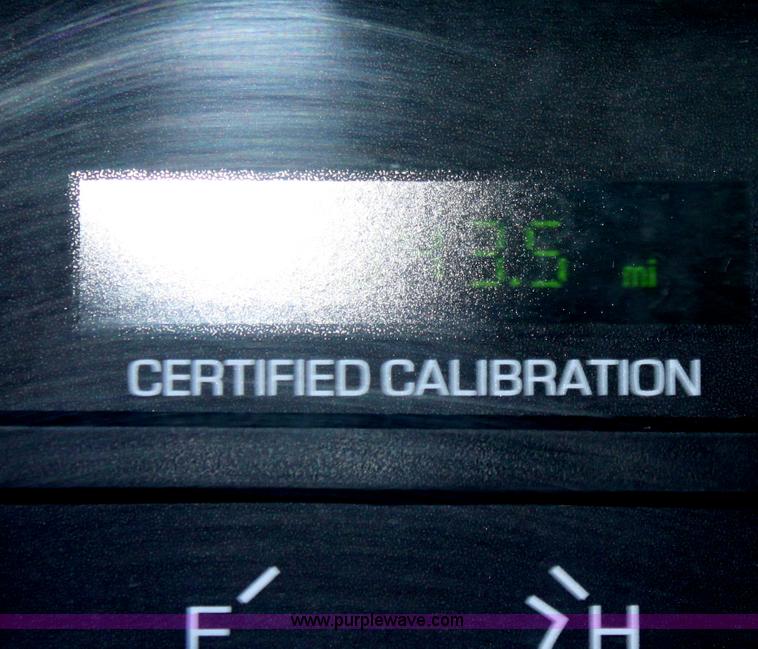 3.5 mi
CERTIFIED CALIBRATION
F H
www.purplewave.com